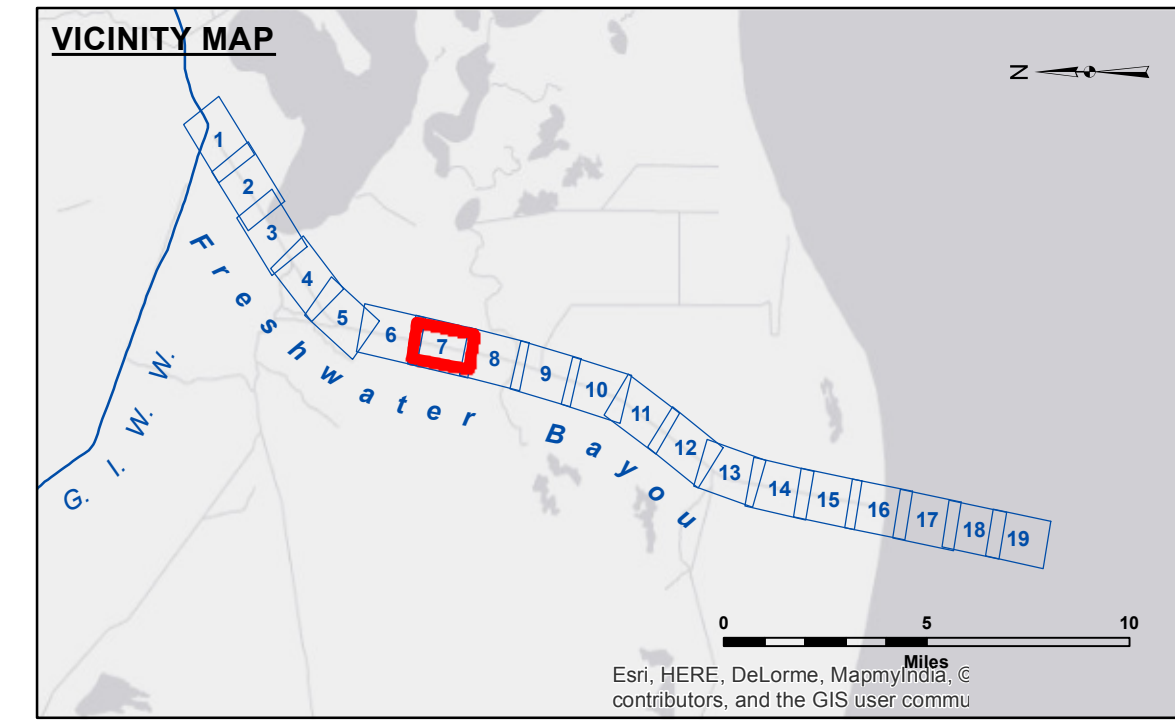 VICINITY MAP
N
1
2
3
4
5
6
7
8
9
10
11
12
13
14
15
16
17
18
19
Freshwater Bayou
G. I. W. W.
0 5 10
Miles
Esri, HERE, DeLorme, MapmyIndia, ©
contributors, and the GIS user commu